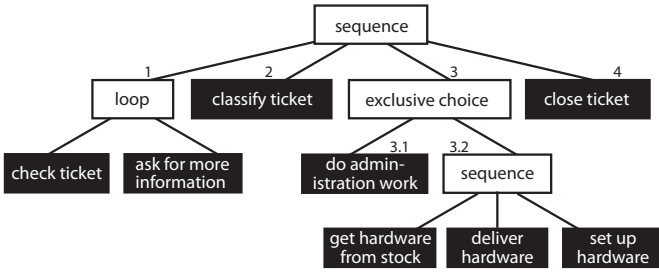 sequence
1
2
3
4
loop
classify ticket
exclusive choice
close ticket
3.1
3.2
check ticket
ask for more
information
do admin-
istration work
sequence
get hardware
from stock
deliver
hardware
set up
hardware